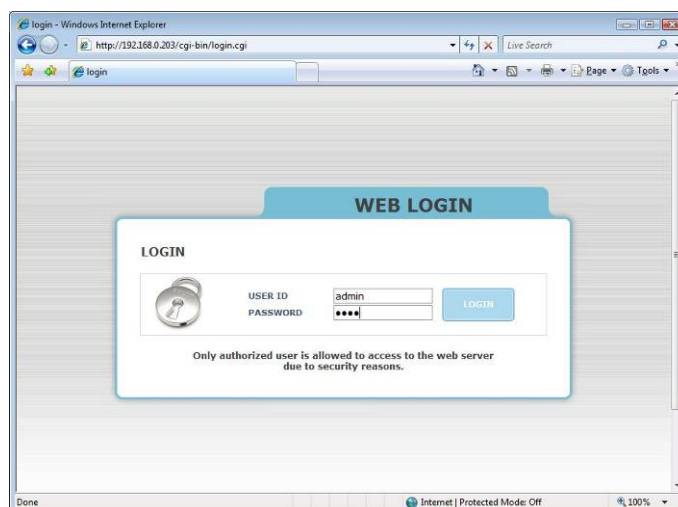 login - Windows Internet Explorer
http://192.168.0.203/cgi-bin/login.cgi
Live Search
login
Page
Tools
WEB LOGIN
LOGIN
USER ID admin
PASSWORD ●●●●
LOGIN
Only authorized user is allowed to access to the web server
due to security reasons.
Done
Internet | Protected Mode: Off
100%